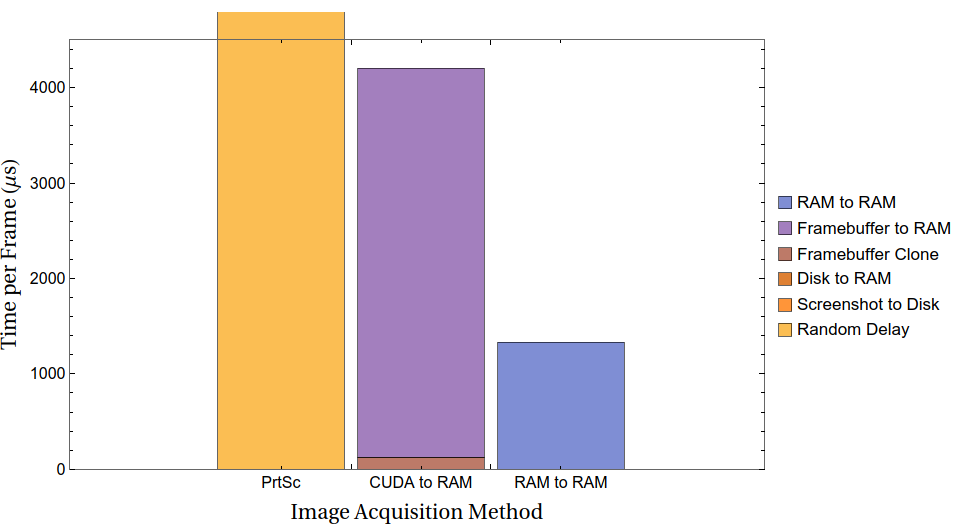 4000
3000
2000
1000
0
Time per Frame (μs)
PrtSc
CUDA to RAM
RAM to RAM
Image Acquisition Method
RAM to RAM
Framebuffer to RAM
Framebuffer Clone
Disk to RAM
Screenshot to Disk
Random Delay